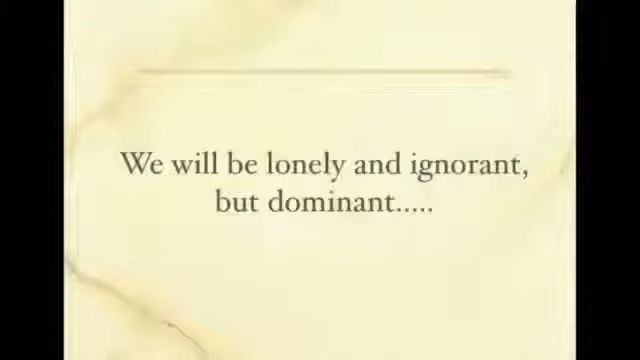 We will be lonely and ignorant,
but dominant.....